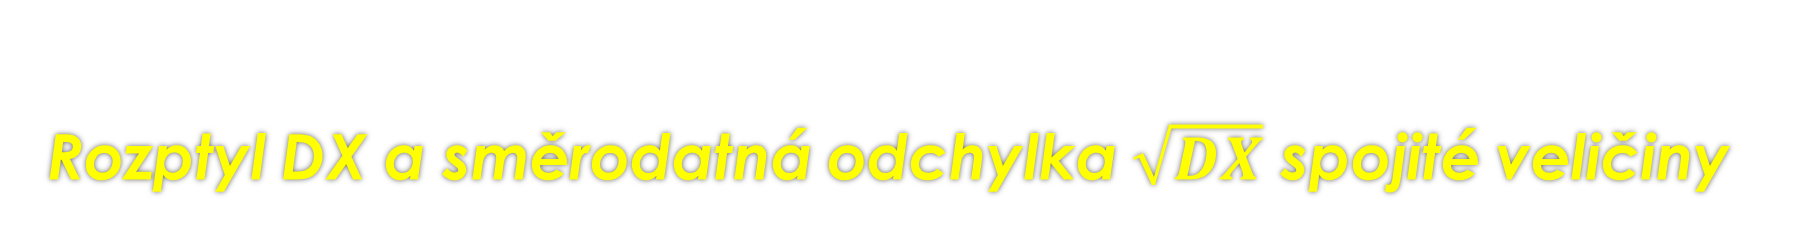 Rozptyl DX a směrodatná odchylka √DX spojité veličiny